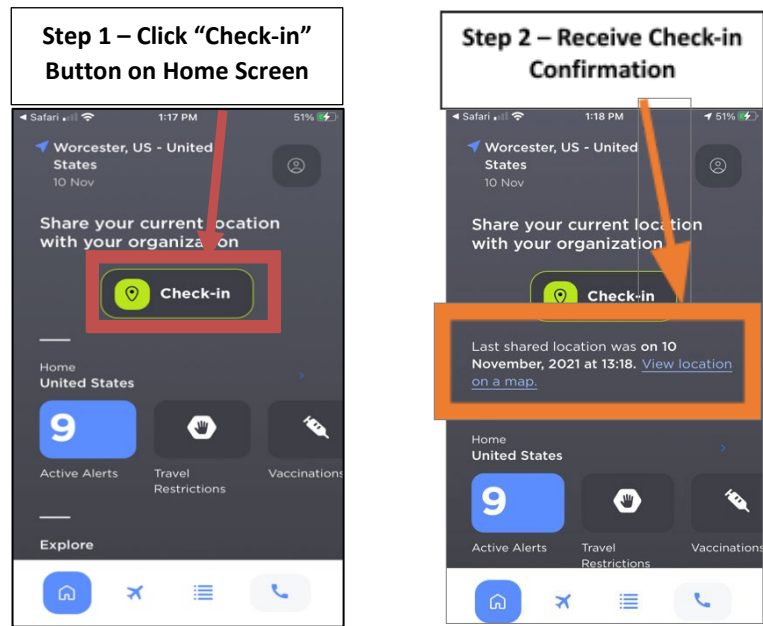 Step 1 – Click “Check-in”
Button on Home Screen
Safari
1:17 PM
51%
Worcester, US - United
States
10 Nov
Share your current location
with your organization
Check-in
Home
United States
9
Active Alerts
Travel
Restrictions
Vaccinations
Explore
Step 2 – Receive Check-in
Confirmation
Safari
1:18 PM
51%
Worcester, US - United
States
10 Nov
Share your current location
with your organization
Check-in
Last shared location was on 10
November, 2021 at 13:18. View location
on a map.
Home
United States
9
Active Alerts
Travel
Restrictions
Vaccinations